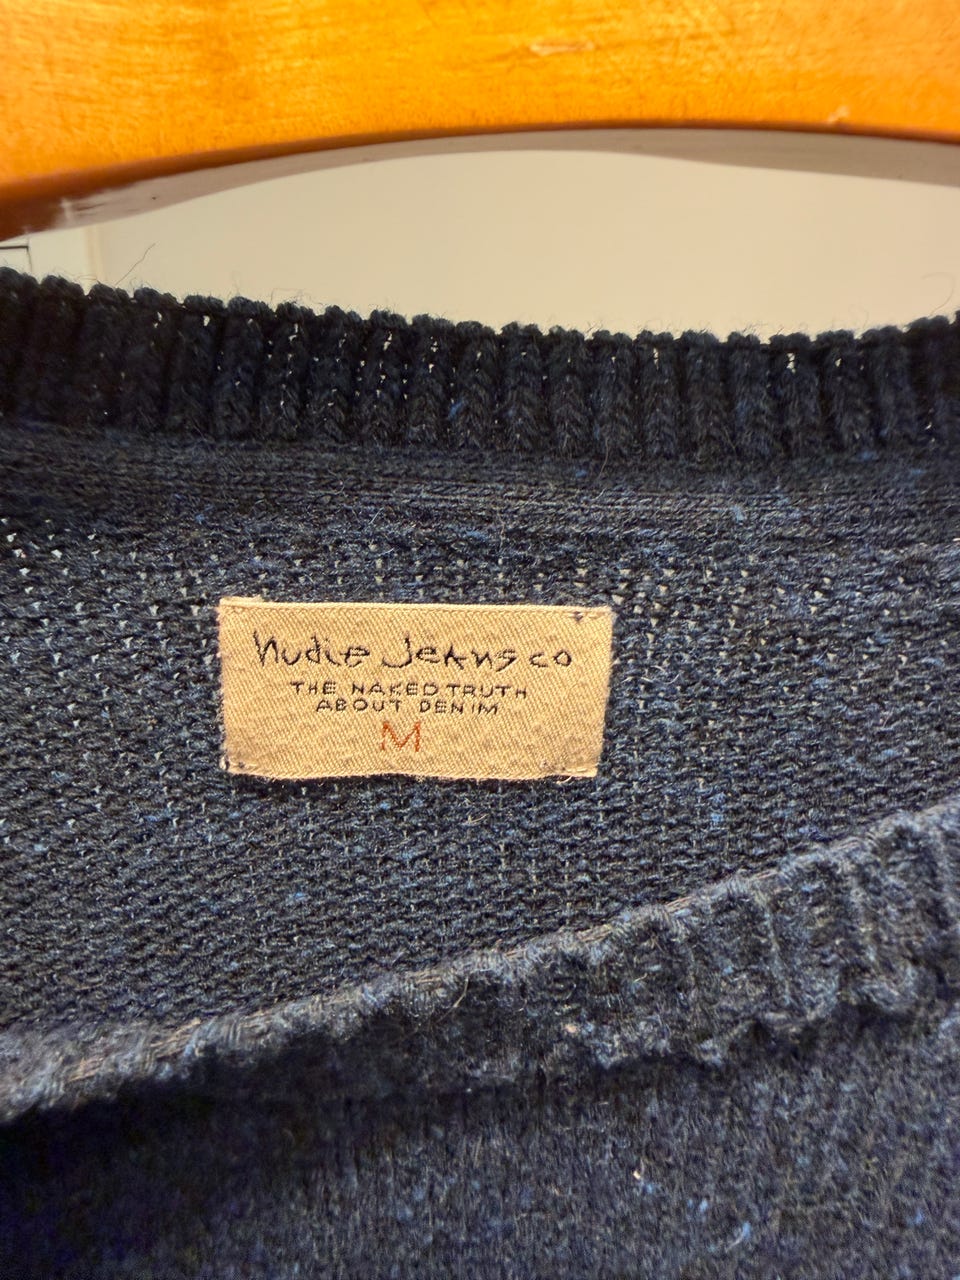 Nudie Jeans co
THE NAKED TRUTH
ABOUT DENIM
M